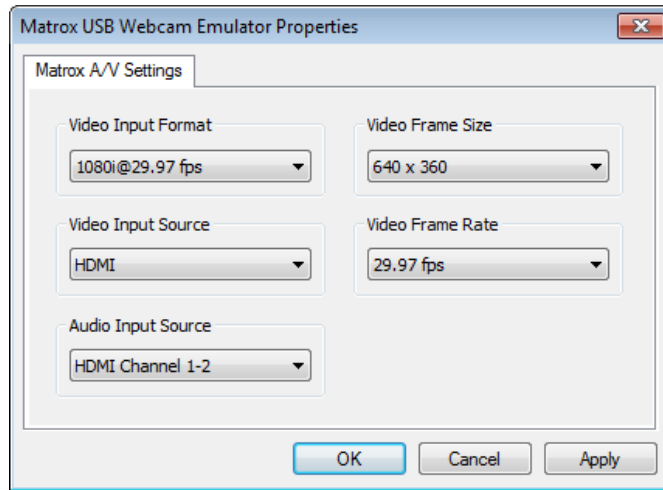 Matrox USB Webcam Emulator Properties
Matrox A/V Settings
Video Input Format
1080i@29.97 fps
Video Frame Size
640 x 360
Video Input Source
HDMI
Video Frame Rate
29.97 fps
Audio Input Source
HDMI Channel 1-2
OK
Cancel
Apply